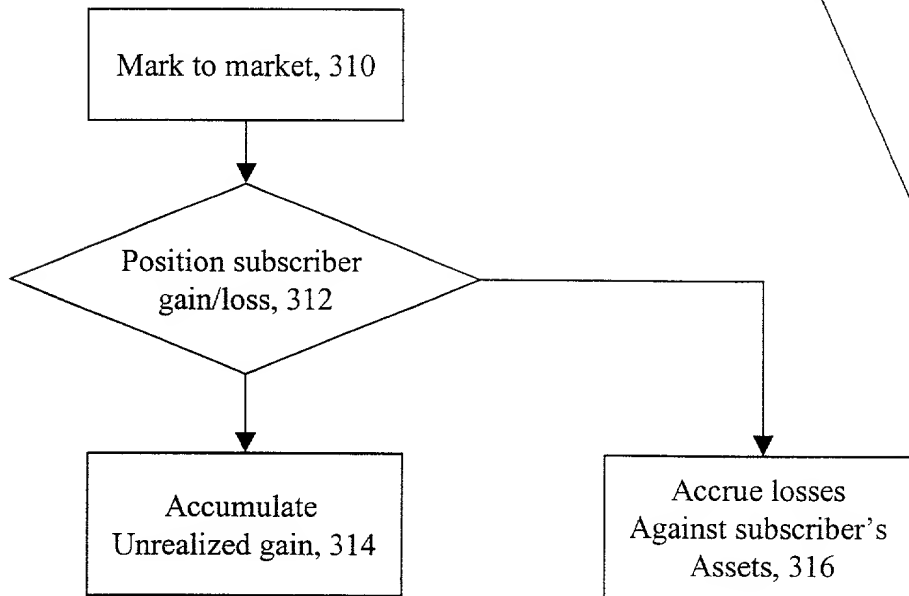 Mark to market, 310
Position subscriber
gain/loss, 312
Accumulate
Unrealized gain, 314
Accrue losses
Against subscriber's
Assets, 316